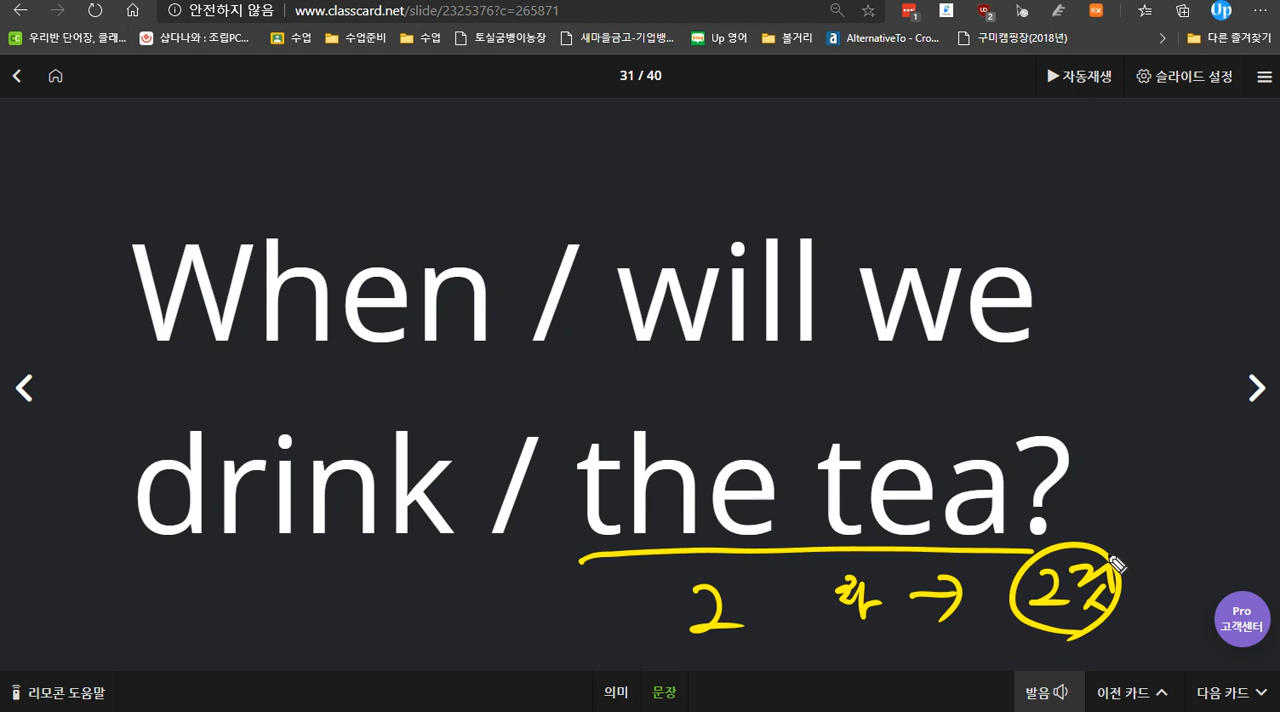 안전하지 않음 www.classcard.net/slide/2325376?c=265871
우리반 단어장, 클래... 샵다나와 : 조립PC... 수업 수업준비 수업 토실굼벵이농장 새마을금고-기업뱅... Up 영어 볼거리 AlternativeTo - Cro... 구미캠핑장(2018년) 다른 즐겨찾기
31 / 40 자동재생 슬라이드 설정
When / will we
drink / the tea?
2 차 → 2것
Pro
고객센터
리모콘 도움말 의미 문장 발음 이전 카드 다음 카드